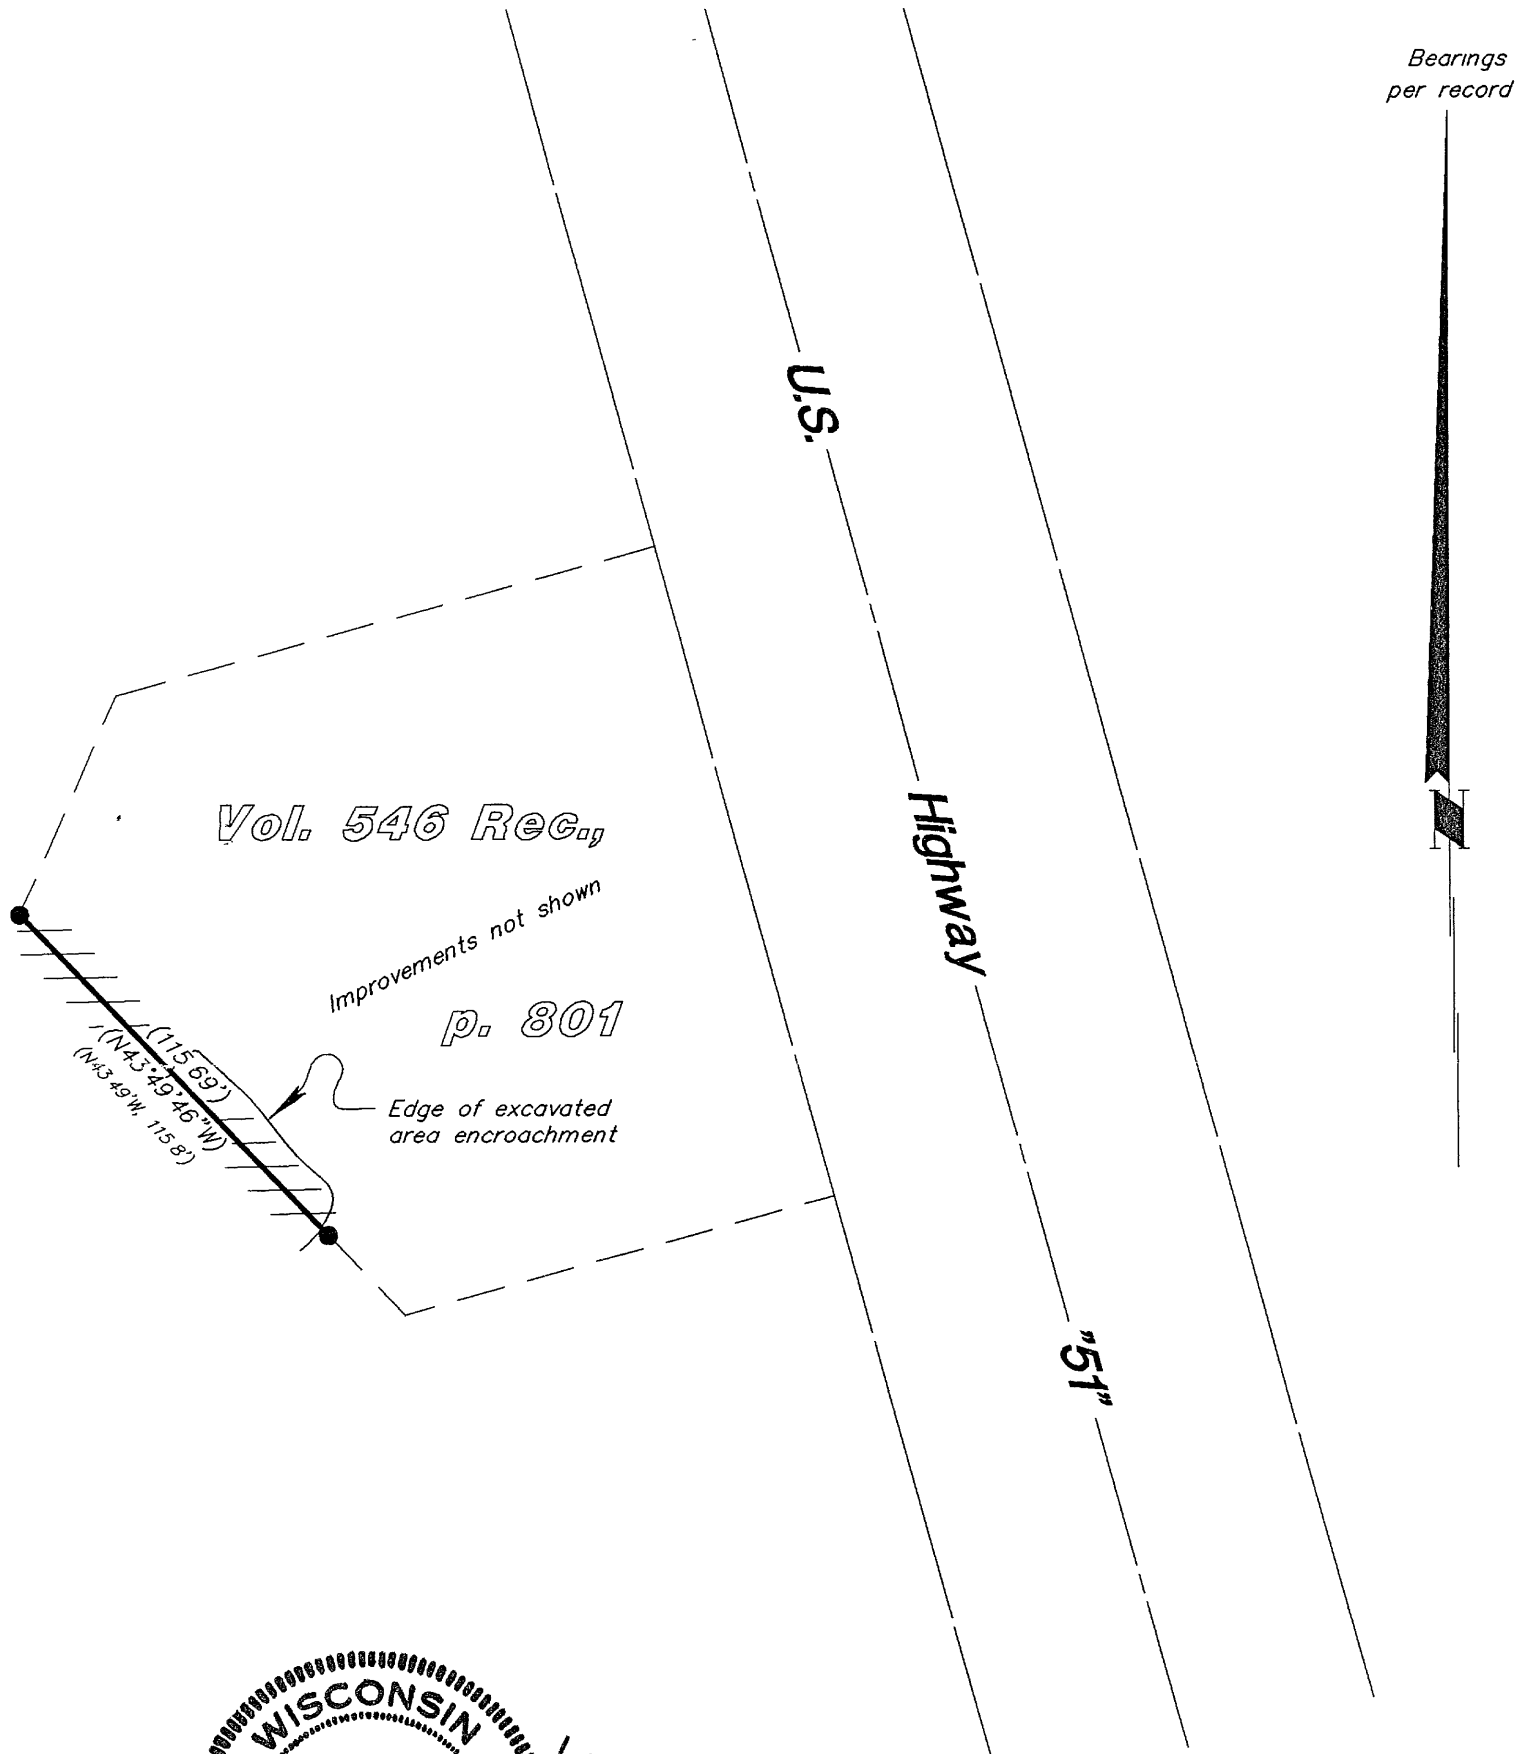 Bearings
per record
U.S.
Highway
"51"
N
Vol. 546 Rec.,
Improvements not shown
p. 801
(115 69')
(N43°49'46"W)
(N43 49'W, 115 8')
Edge of excavated
area encroachment
WISCONSIN